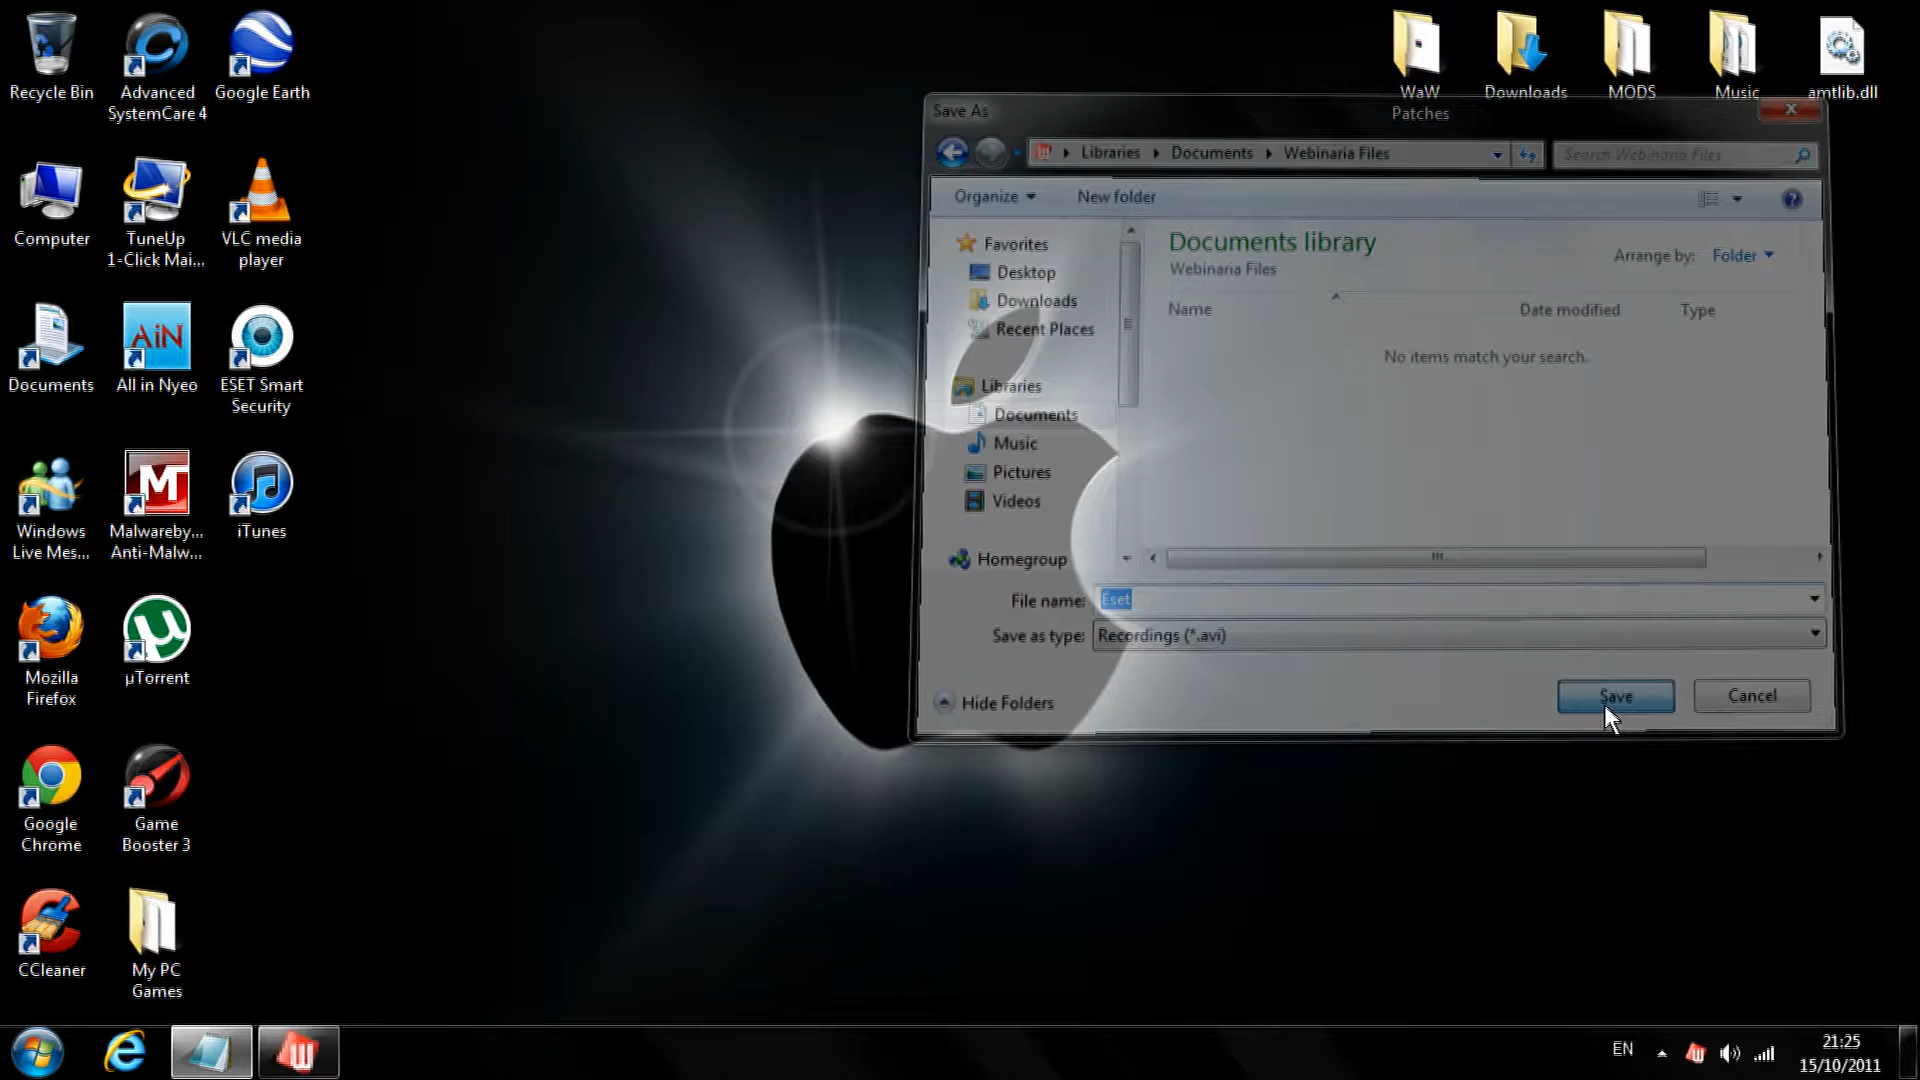 Recycle Bin
Advanced
SystemCare 4
Google Earth
Computer
TuneUp
1-Click Mai...
VLC media
player
Documents
AiN
All in Nyeo
ESET Smart
Security
Windows
Live Mes...
M
Malwareby...
Anti-Malw...
iTunes
Mozilla
Firefox
µTorrent
Google
Chrome
Game
Booster 3
CCleaner
My PC
Games
WaW
Patches
Downloads
MODS
Music
amtlib.dll
Save As
Libraries
Documents
Webinaria Files
Search Webinaria Files
Organize
New folder
Favorites
Desktop
Downloads
Recent Places
Libraries
Documents
Music
Pictures
Videos
Homegroup
Documents library
Webinaria Files
Arrange by: Folder
Name
Date modified
Type
No items match your search.
File name: Eset
Save as type: Recordings (*.avi)
Hide Folders
Save
Cancel
EN
21:25
15/10/2011